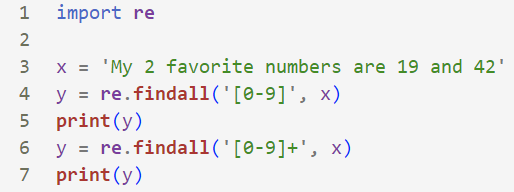 1 import re
2
3 x = 'My 2 favorite numbers are 19 and 42'
4 y = re.findall('[0-9]', x)
5 print(y)
6 y = re.findall('[0-9]+', x)
7 print(y)